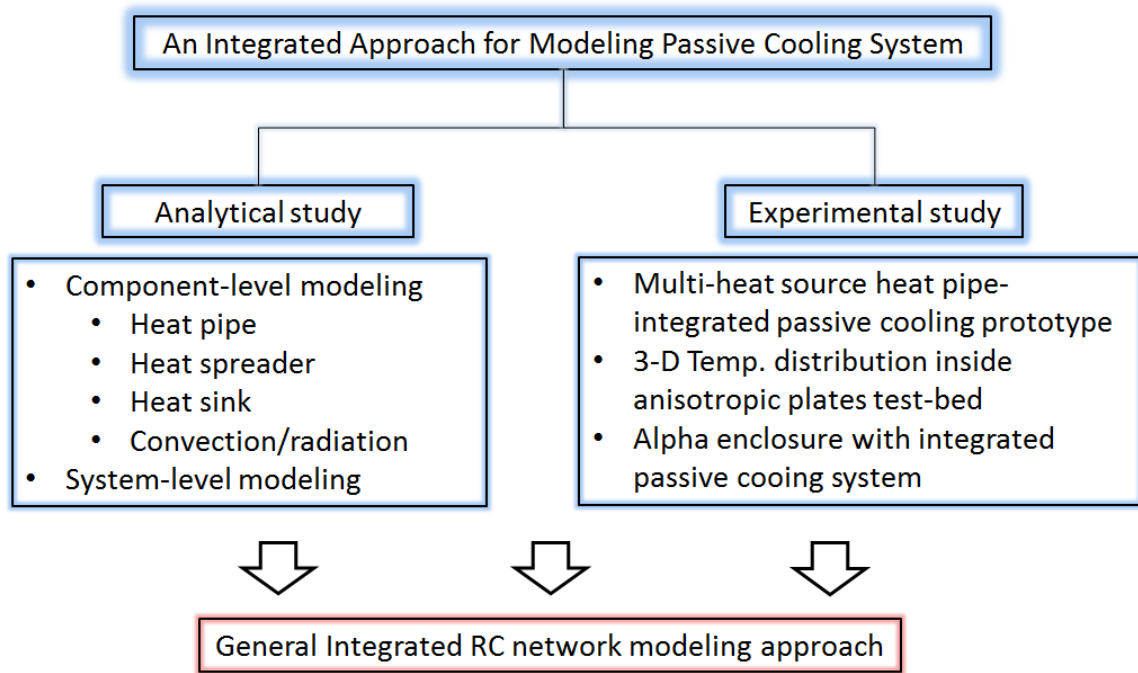 An Integrated Approach for Modeling Passive Cooling System
Analytical study
• Component-level modeling
• Heat pipe
• Heat spreader
• Heat sink
• Convection/radiation
• System-level modeling
Experimental study
• Multi-heat source heat pipe-
integrated passive cooling prototype
• 3-D Temp. distribution inside
anisotropic plates test-bed
• Alpha enclosure with integrated
passive cooing system
General Integrated RC network modeling approach